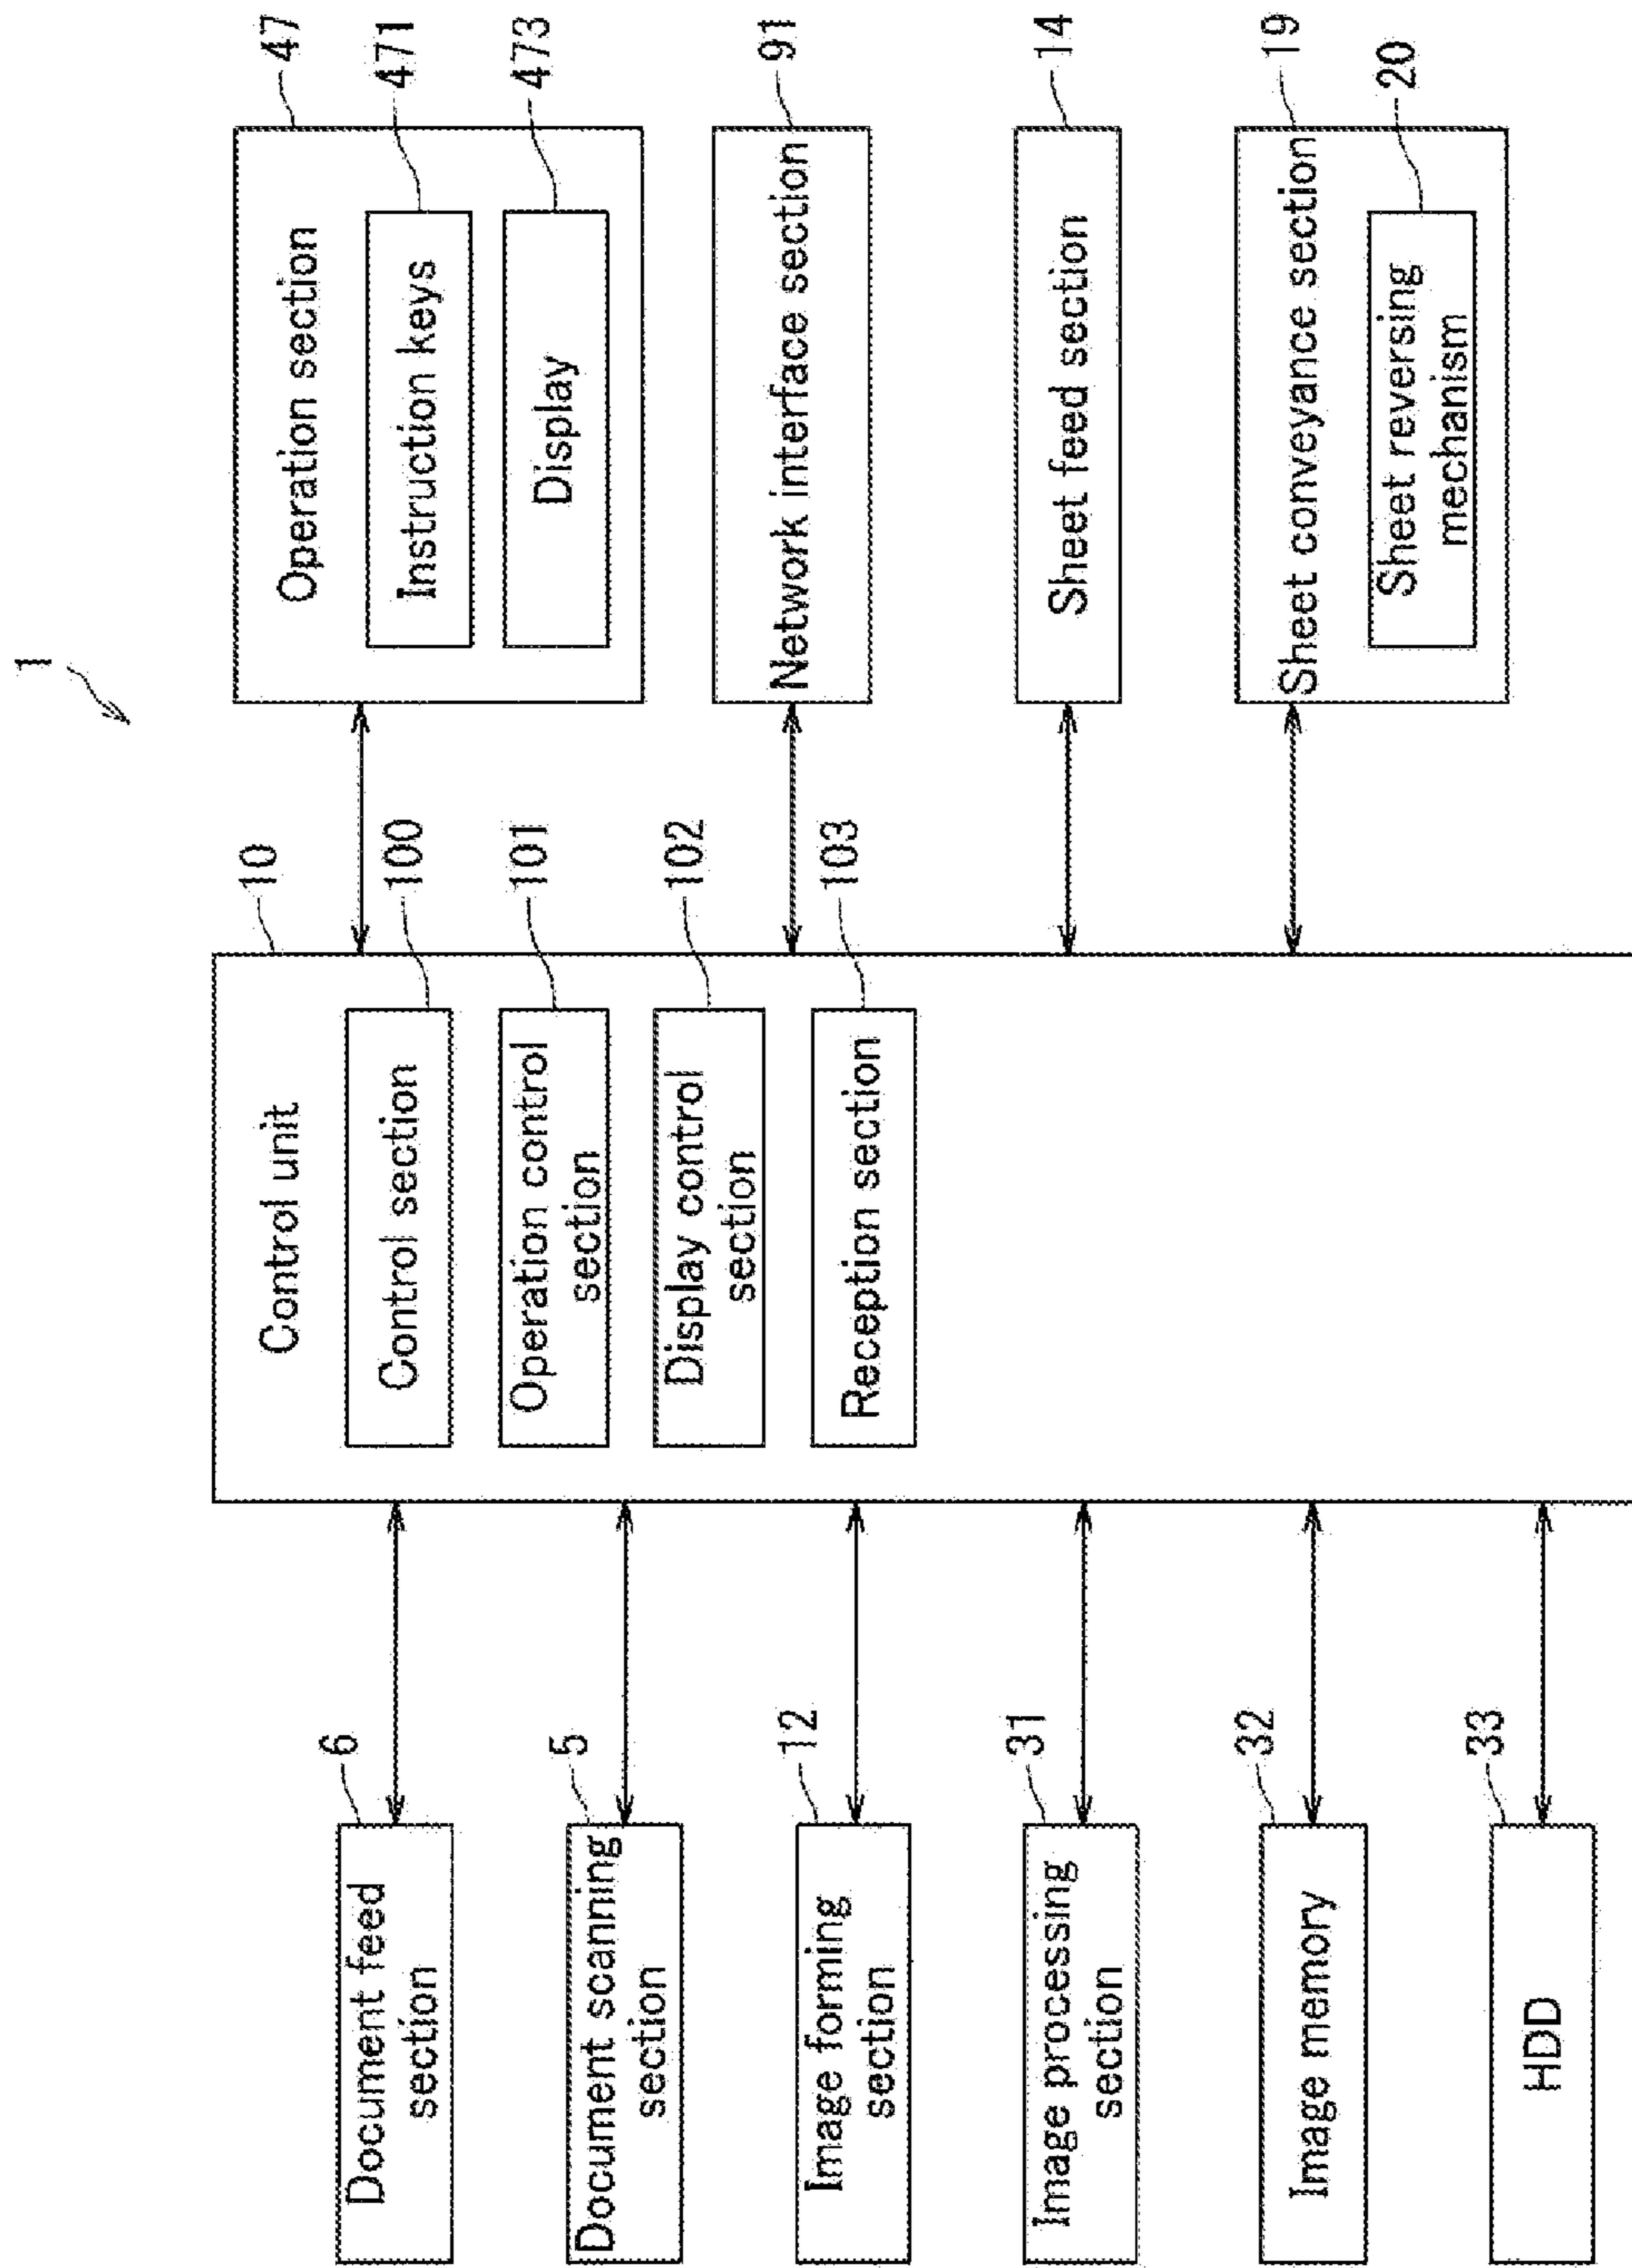 1
6
Document feed
section
5
Document scanning
section
12
Image forming
section
31
Image processing
section
32
Image memory
33
HDD
10
Control unit
100
Control section
101
Operation control
section
102
Display control
section
103
Reception section
47
Operation section
471
Instruction keys
473
Display
91
Network interface section
14
Sheet feed section
19
Sheet conveyance section
20
Sheet reversing
mechanism